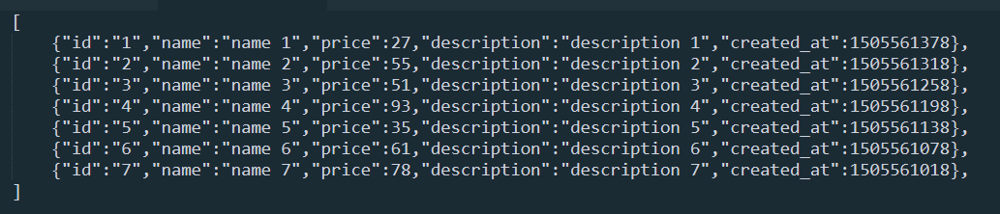 [
{"id":"1","name":"name 1","price":27,"description":"description 1","created_at":1505561378},
{"id":"2","name":"name 2","price":55,"description":"description 2","created_at":1505561318},
{"id":"3","name":"name 3","price":51,"description":"description 3","created_at":1505561258},
{"id":"4","name":"name 4","price":93,"description":"description 4","created_at":1505561198},
{"id":"5","name":"name 5","price":35,"description":"description 5","created_at":1505561138},
{"id":"6","name":"name 6","price":61,"description":"description 6","created_at":1505561078},
{"id":"7","name":"name 7","price":78,"description":"description 7","created_at":1505561018},
]